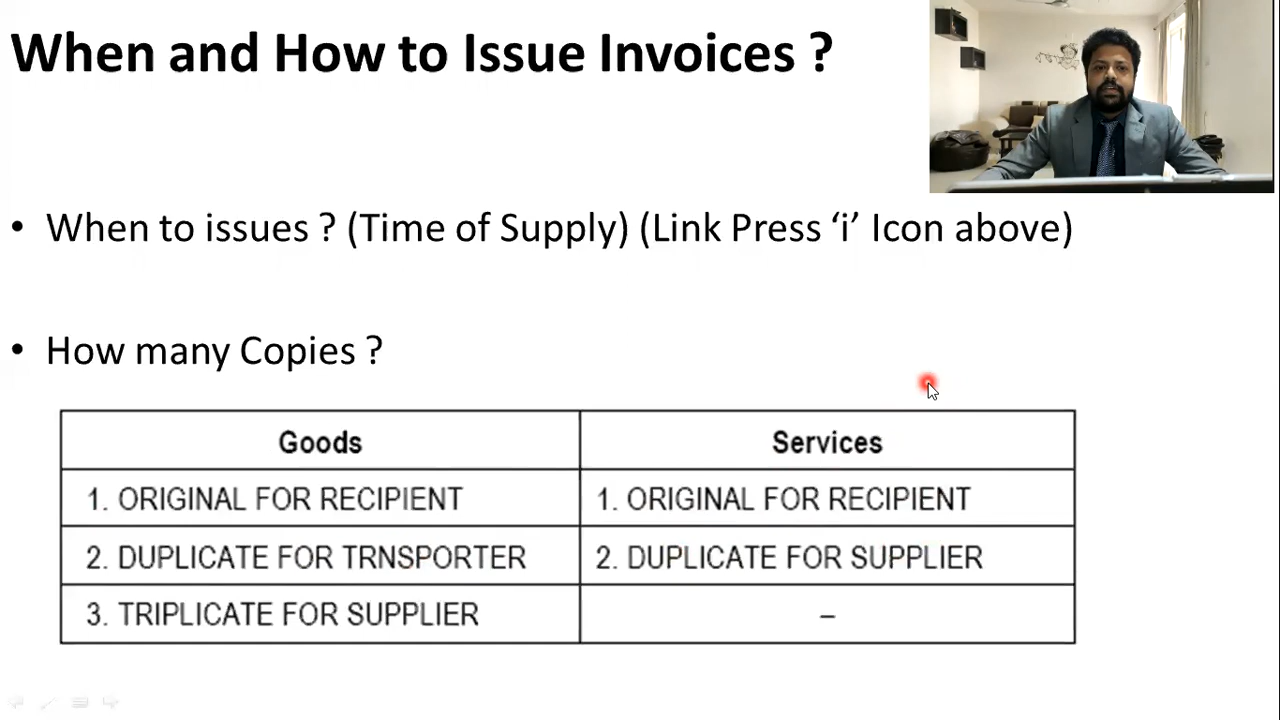 When and How to Issue Invoices ?
• When to issues ? (Time of Supply) (Link Press ‘i’ Icon above)
• How many Copies ?
Goods Services
1. ORIGINAL FOR RECIPIENT 1. ORIGINAL FOR RECIPIENT
2. DUPLICATE FOR TRNSPORTER 2. DUPLICATE FOR SUPPLIER
3. TRIPLICATE FOR SUPPLIER –